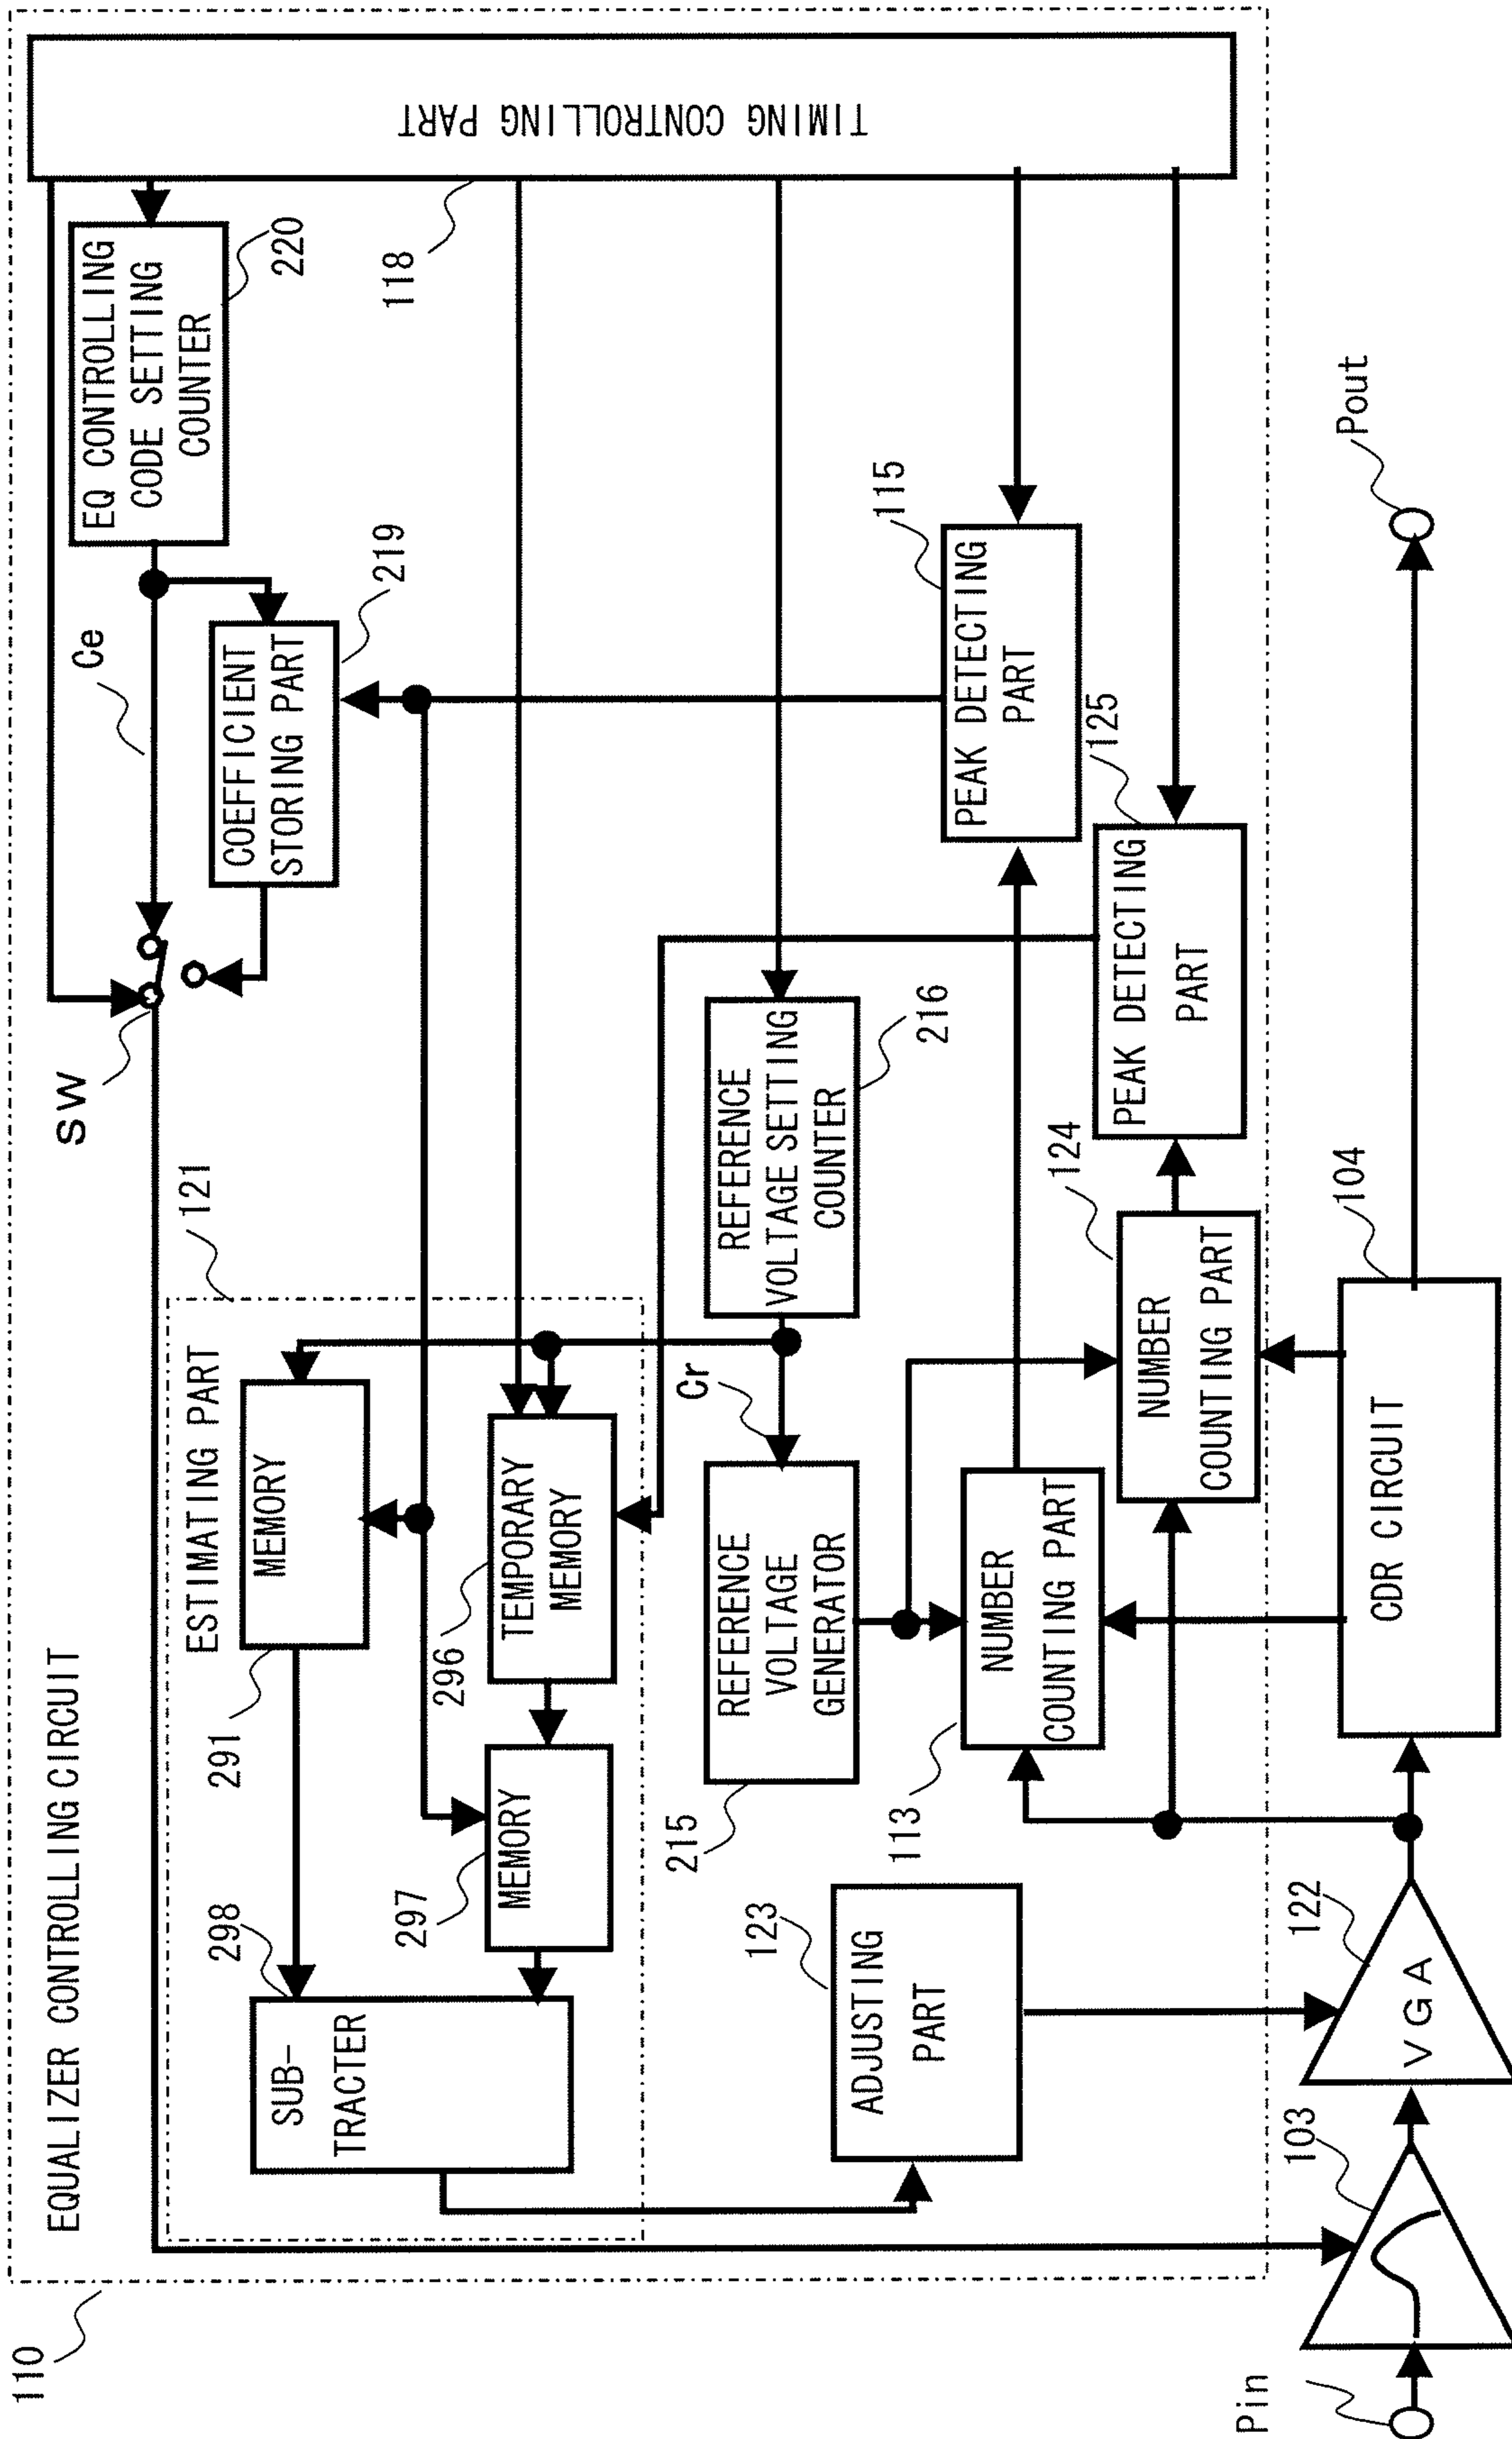 110
EQUALIZER CONTROLLING CIRCUIT
TIMING CONTROLLING PART
118
EQ CONTROLLING
CODE SETTING
COUNTER
220
Ce
COEFFICIENT
STORING PART
219
SW
121
ESTIMATING PART
MEMORY
291
TEMPORARY
MEMORY
296
MEMORY
297
SUB-
TRACTER
298
REFERENCE
VOLTAGE SETTING
COUNTER
216
Cr
REFERENCE
VOLTAGE
GENERATOR
215
ADJUSTING
PART
123
PEAK DETECTING
PART
115
PEAK DETECTING
PART
125
NUMBER
COUNTING PART
113
NUMBER
COUNTING PART
124
Pin
103
VGA
122
CDR CIRCUIT
104
Pout